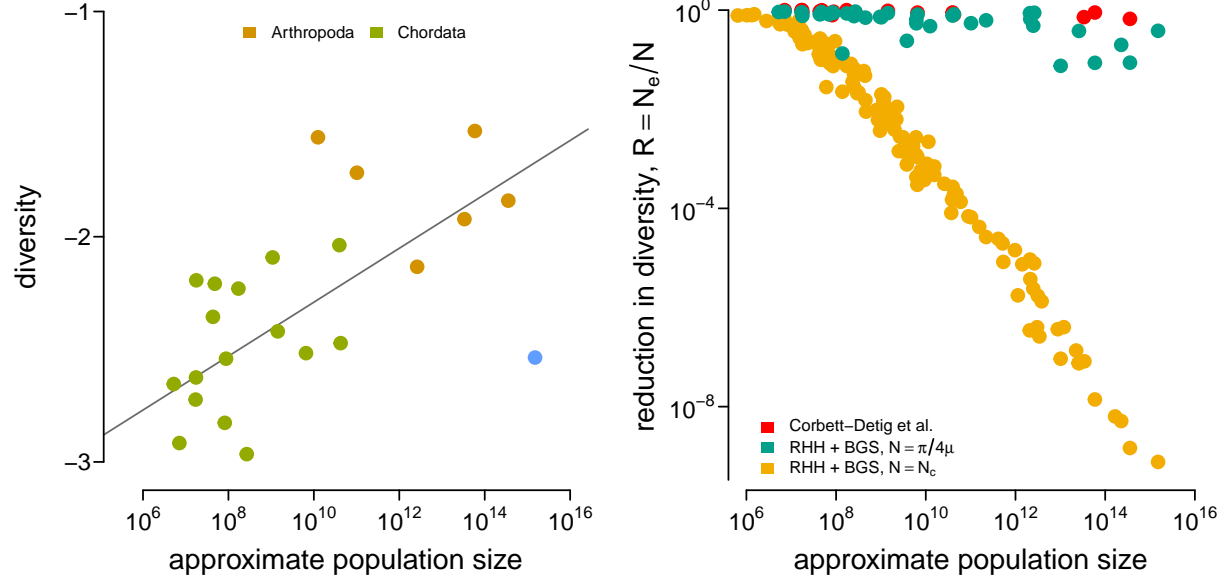 −1
−2
−3
diversity
Arthropoda Chordata
10^6 10^8 10^10 10^12 10^14 10^16
approximate population size
10^0
10^−4
10^−8
reduction in diversity, R = N_e/N
Corbett−Detig et al.
RHH + BGS, N = π/4μ
RHH + BGS, N = N_c
10^6 10^8 10^10 10^12 10^14 10^16
approximate population size